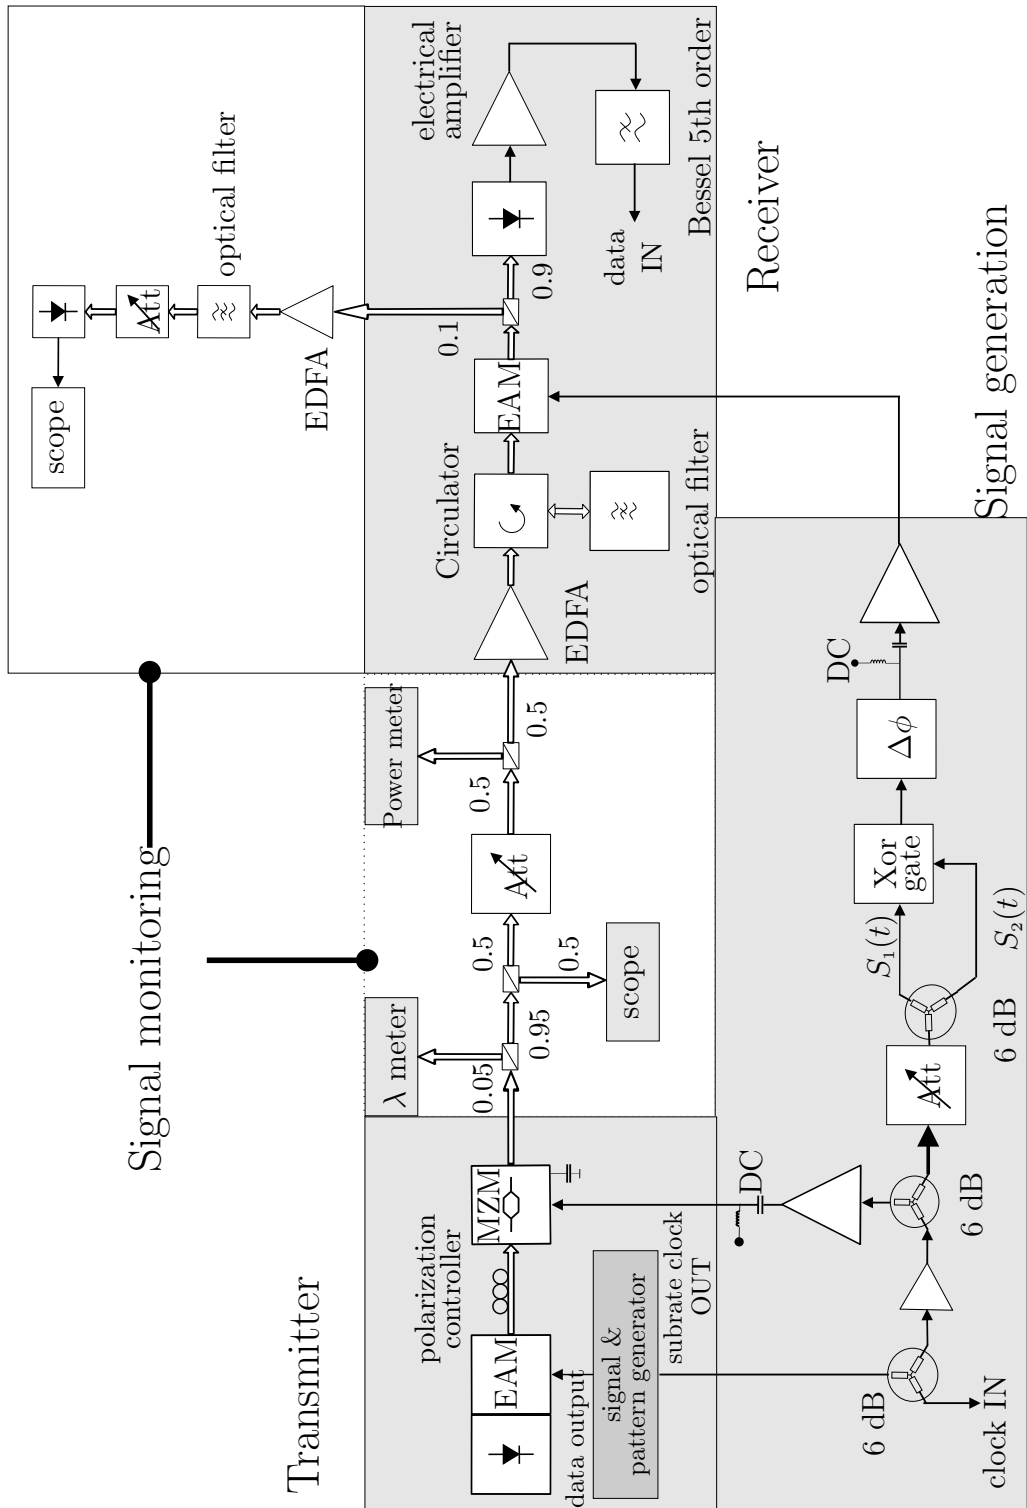 Signal monitoring
scope
Att
optical filter
EDFA
Transmitter
data output
EAM
polarization
controller
MZM
λ meter
0.05
0.95
scope
0.5
0.5
Att
Power meter
0.5
0.5
EDFA
Circulator
optical filter
EAM
0.1
0.9
electrical
amplifier
Bessel 5th order
data
IN
Receiver
signal &
pattern generator
subrate clock
OUT
DC
Signal generation
clock IN
6 dB
6 dB
Att
6 dB
S₁(t)
S₂(t)
Xor
gate
Δϕ
DC